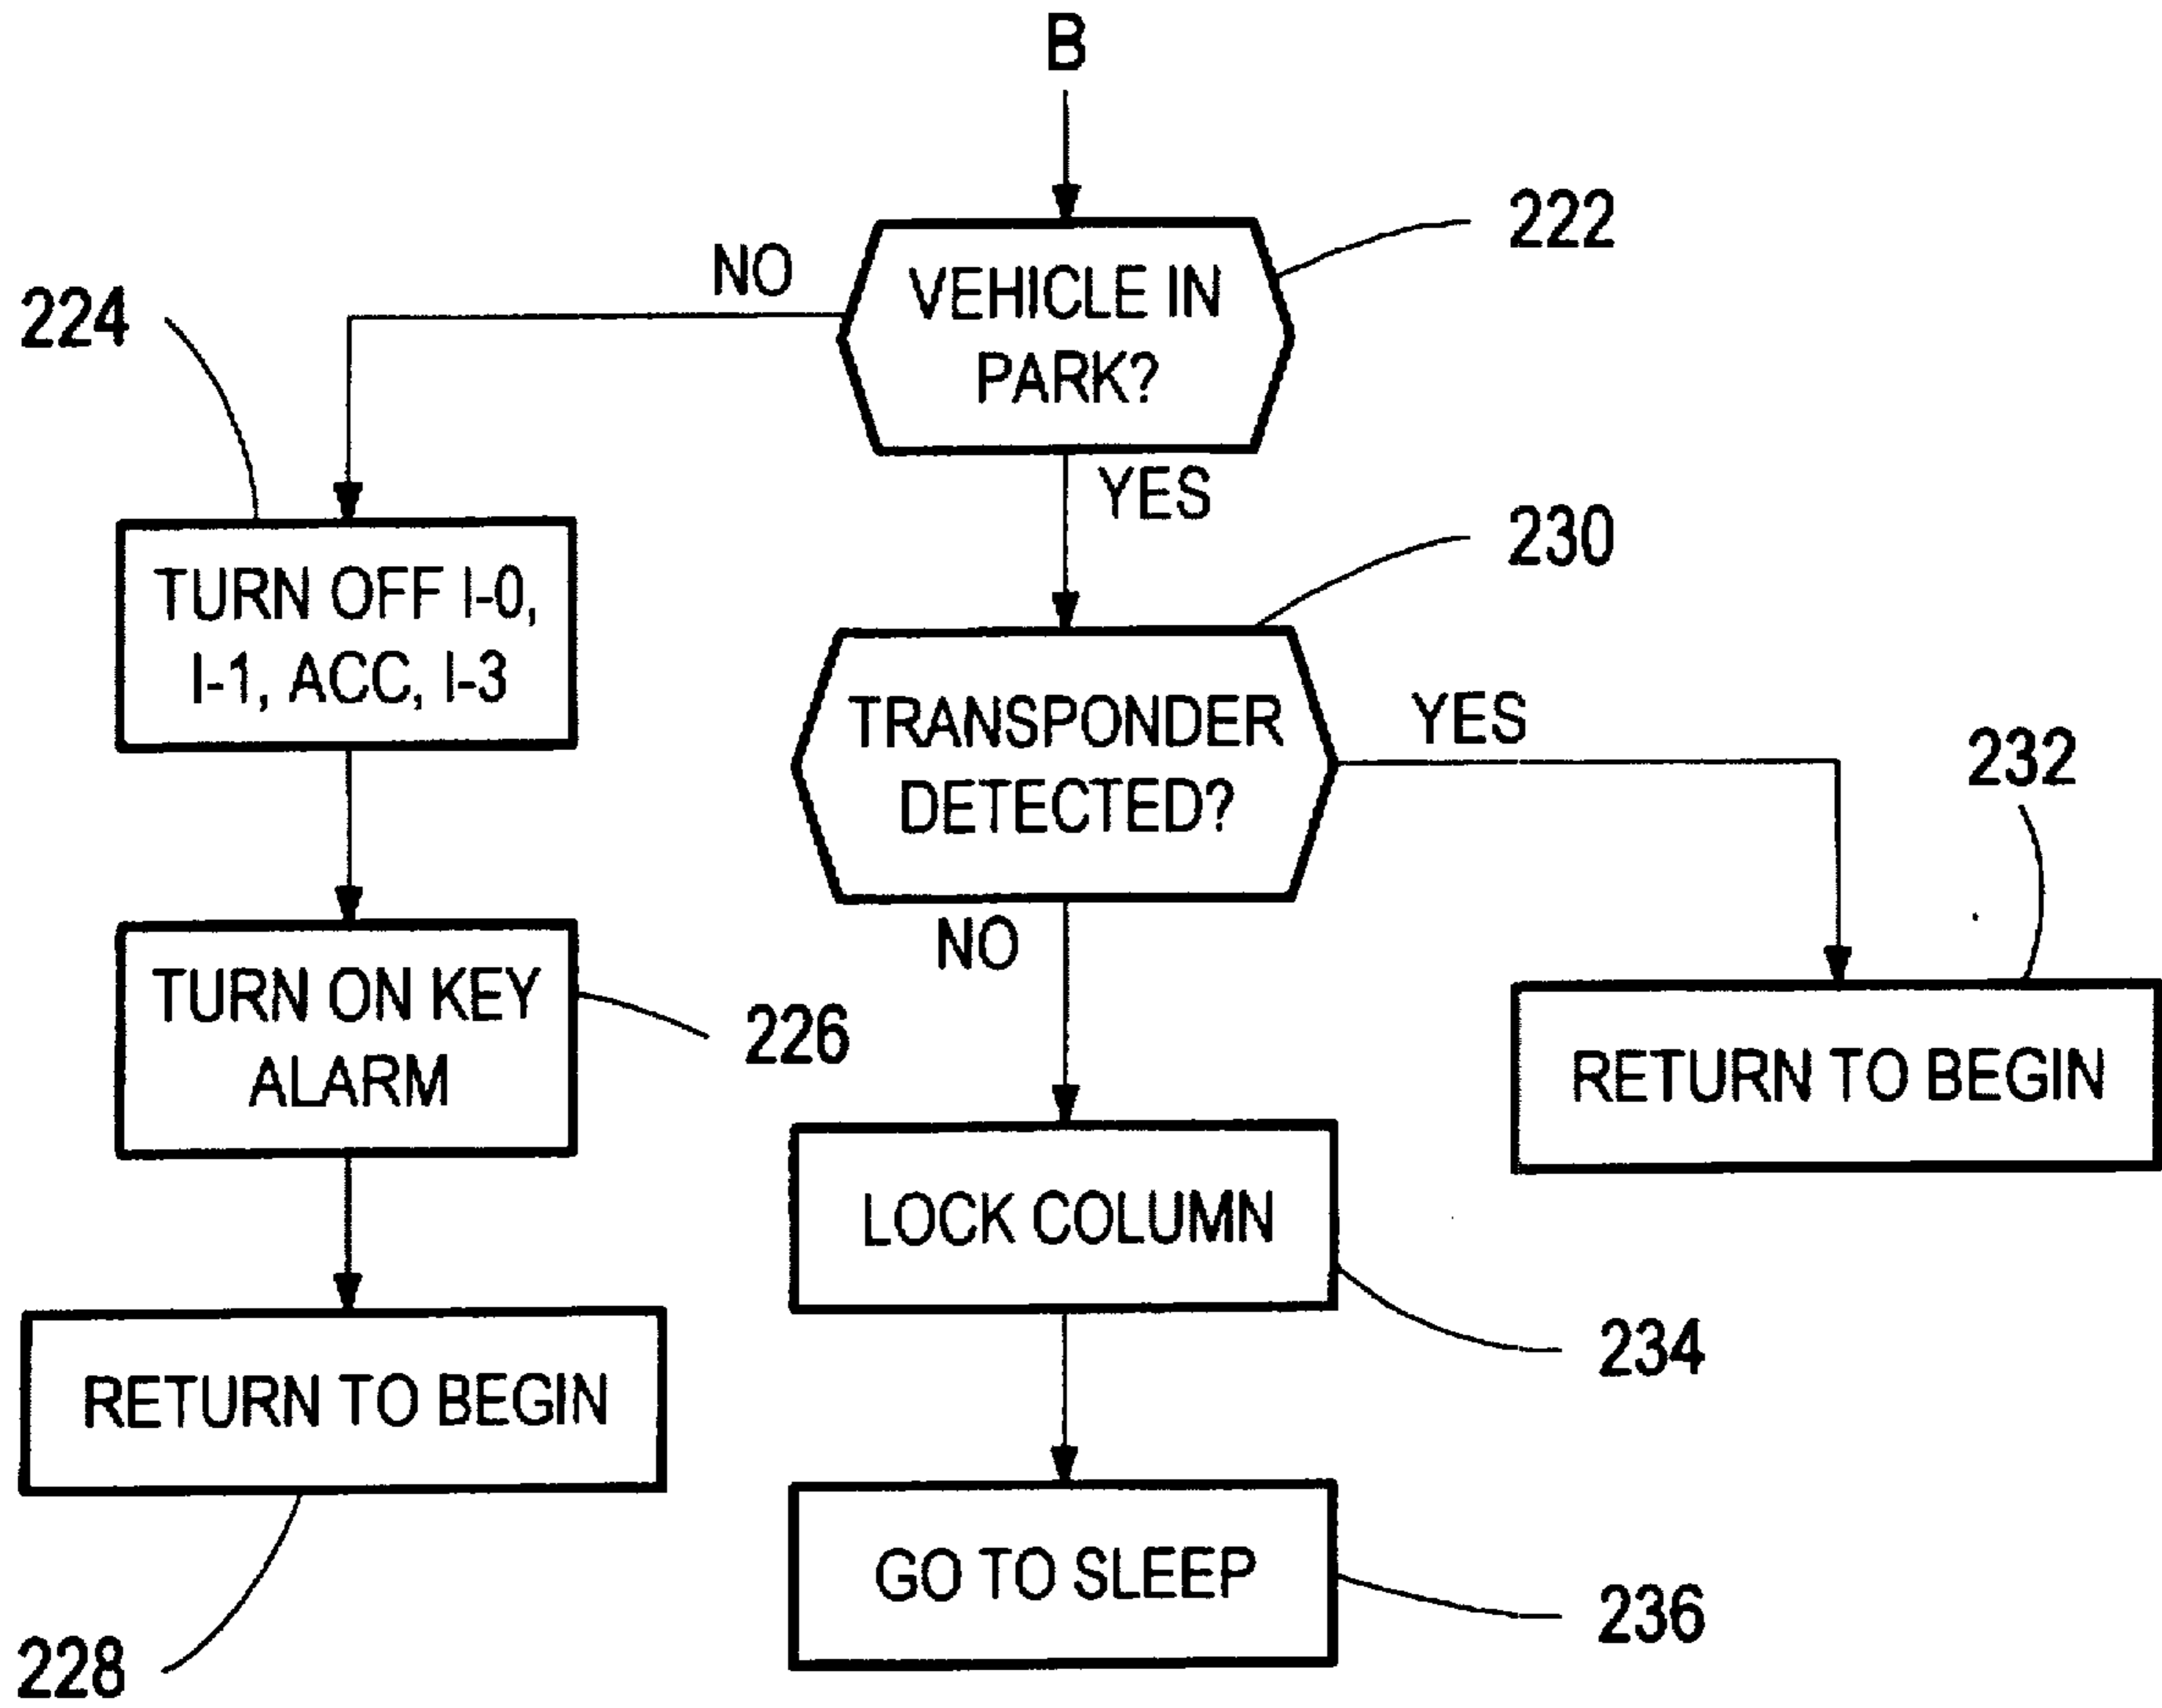 B
222
NO
VEHICLE IN
PARK?
224
YES
230
TURN OFF I-0,
I-1, ACC, I-3
TRANSPONDER
DETECTED?
YES
232
NO
TURN ON KEY
ALARM
226
RETURN TO BEGIN
LOCK COLUMN
234
RETURN TO BEGIN
GO TO SLEEP
236
228